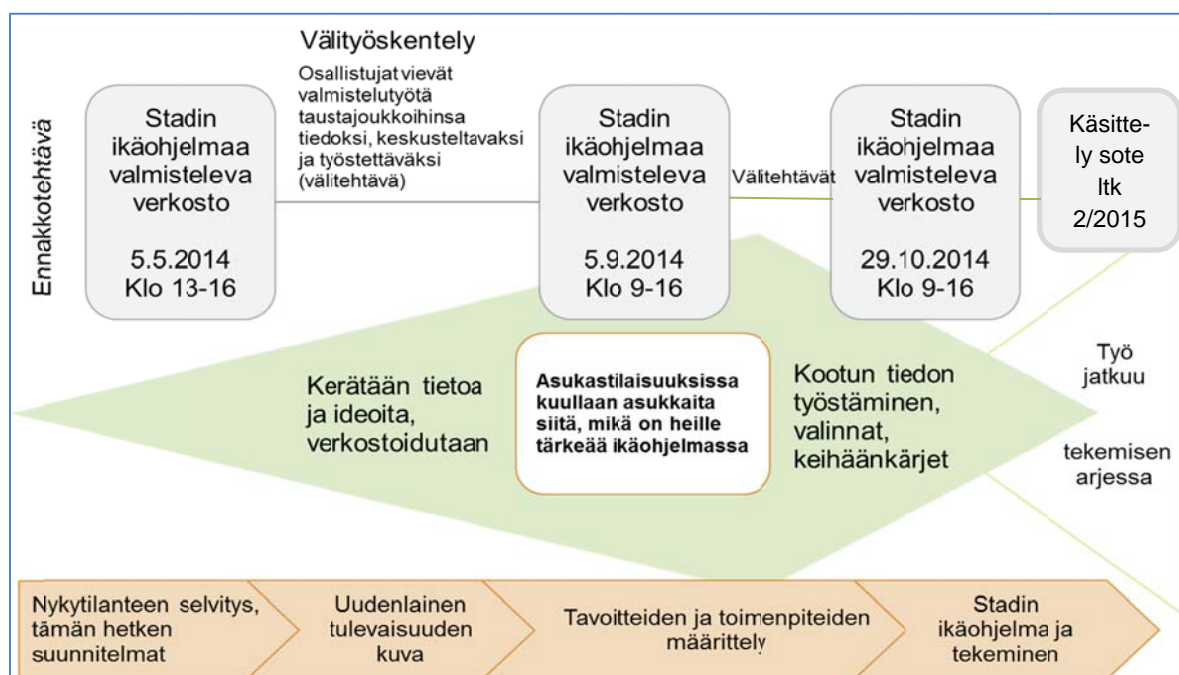 Ennakkotehtävä
Stadin
ikäohjelmaa
valmisteleva
verkosto
5.5.2014
Klo 13-16
Välityöskentely
Osallistujat vievät
valmistelutyötä
taustajoukkoihinsa
tiedoksi, keskusteltavaksi
ja työstettäväksi
(välitehtävä)
Stadin
ikäohjelmaa
valmisteleva
verkosto
5.9.2014
Klo 9-16
Välitehtävät
Stadin
ikäohjelmaa
valmisteleva
verkosto
29.10.2014
Klo 9-16
Käsitte-
ly sote
ltk
2/2015
Kerätään tietoa
ja ideoita,
verkostoidutaan
Asukastilaisuuksissa
kuullaan asukkaita
siitä, mikä on heille
tärkeää ikäohjelmassa
Kootun tiedon
työstäminen,
valinnat,
keihäänkärjet
Työ
jatkuu
tekemisen
arjessa
Nykytilanteen selvitys,
tämän hetken
suunnitelmat
Uudenlainen
tulevaisuuden
kuva
Tavoitteiden ja toimenpiteiden
määrittely
Stadin
ikäohjelma ja
tekeminen